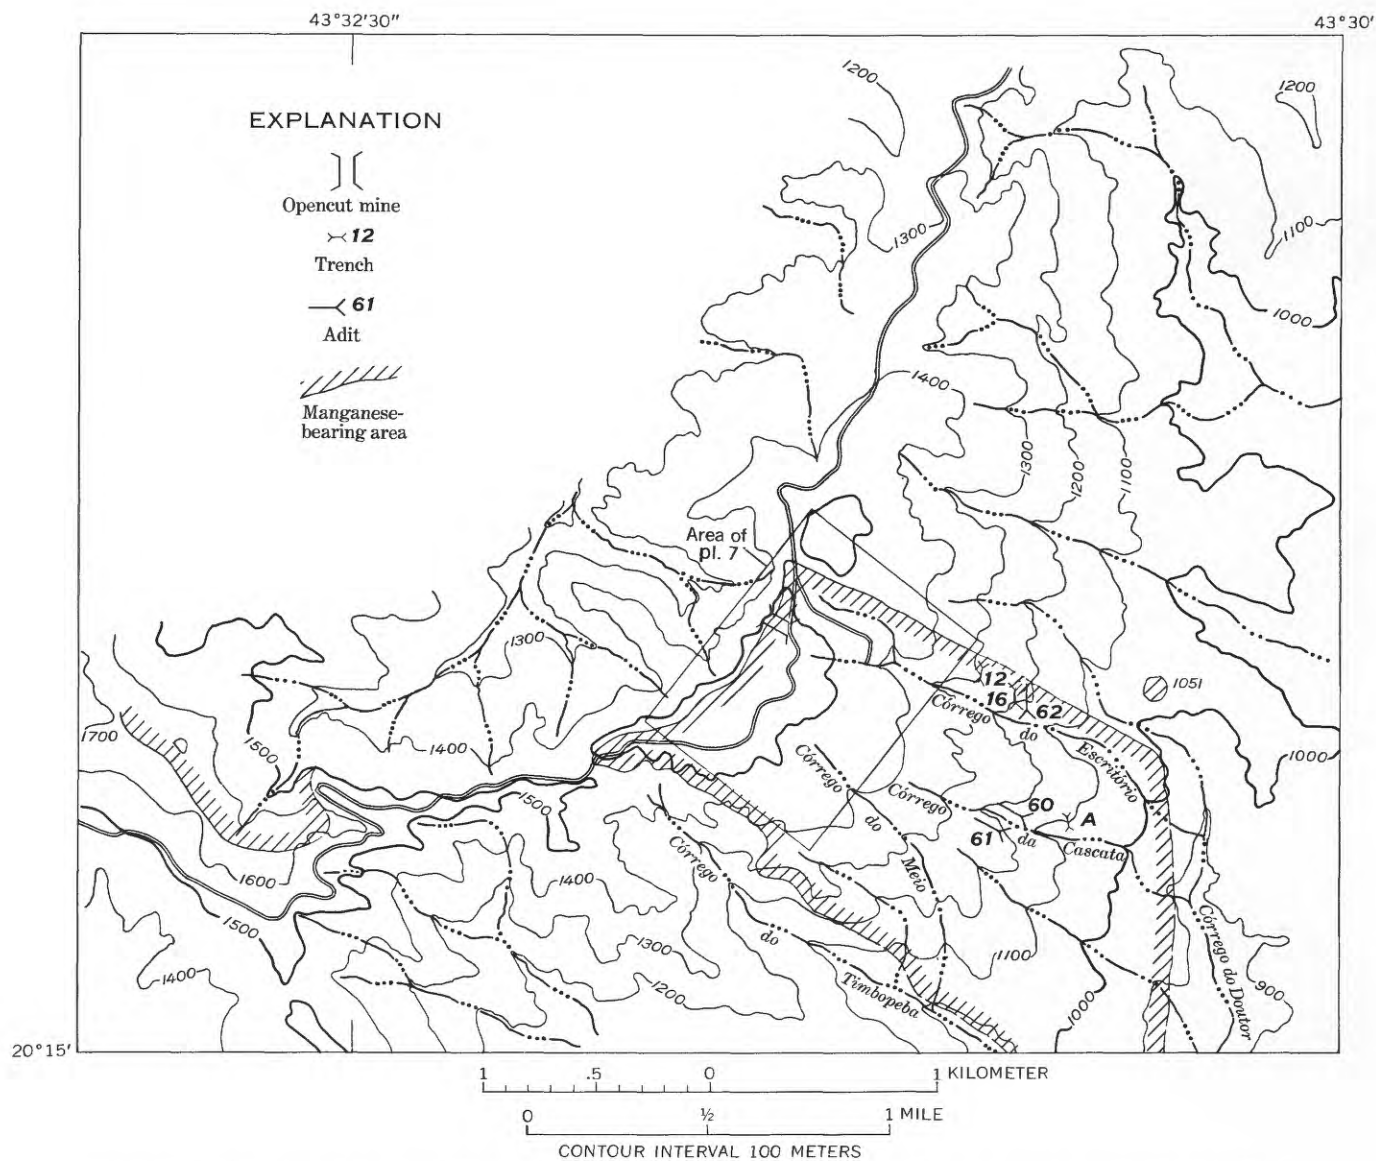 43°32'30"
43°30'
EXPLANATION
Opencut mine
12
Trench
61
Adit
Manganese-
bearing area
1200
1200
1300
1100
1000
1400
1300
1200
1100
Area of
pl. 7
1300
12
16
62
1051
1700
1500
1400
Córrego
do
Escritório
1000
1500
Córrego
do
Meio
Córrego
da
Cascata
60
61
A
1600
1400
Córrego
do
Timbopeba
1500
1300
1400
1200
1100
1000
Córrego do Doutor
900
20°15'
1 .5 0 1 KILOMETER
0 ½ 1 MILE
CONTOUR INTERVAL 100 METERS